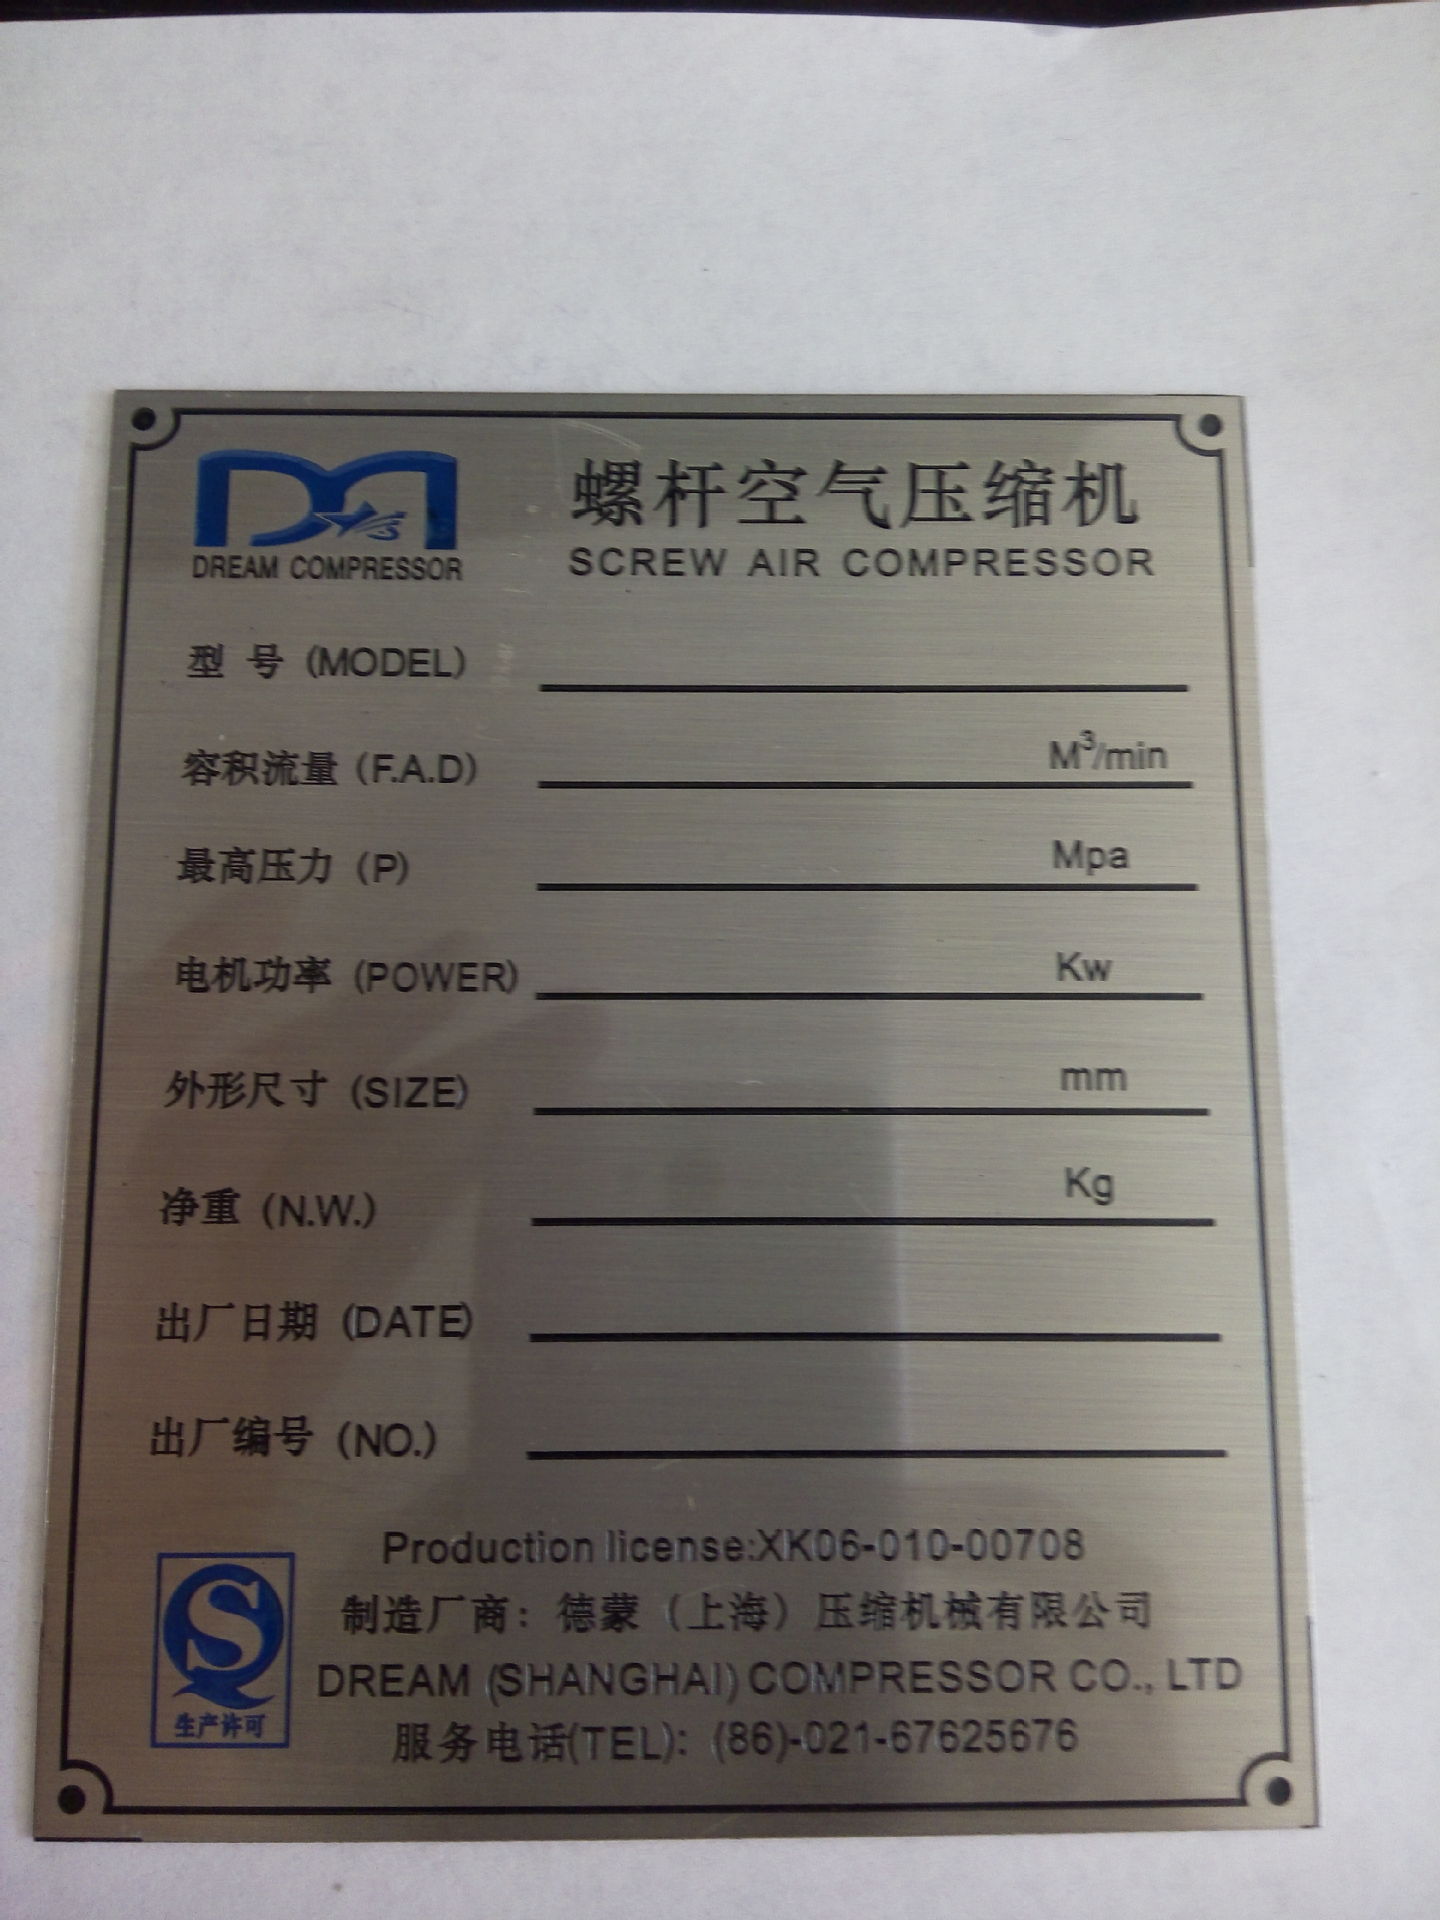 DREAM COMPRESSOR
螺杆空气压缩机
SCREW AIR COMPRESSOR
型 号 (MODEL)
容积流量 (F.A.D) M³/min
最高压力 (P) Mpa
电机功率 (POWER) Kw
外形尺寸 (SIZE) mm
净重 (N.W.) Kg
出厂日期 (DATE)
出厂编号 (NO.)
Production license:XK06-010-00708
制造厂商：德蒙（上海）压缩机械有限公司
DREAM (SHANGHAI) COMPRESSOR CO., LTD
服务电话(TEL): (86)-021-67625676
生产许可